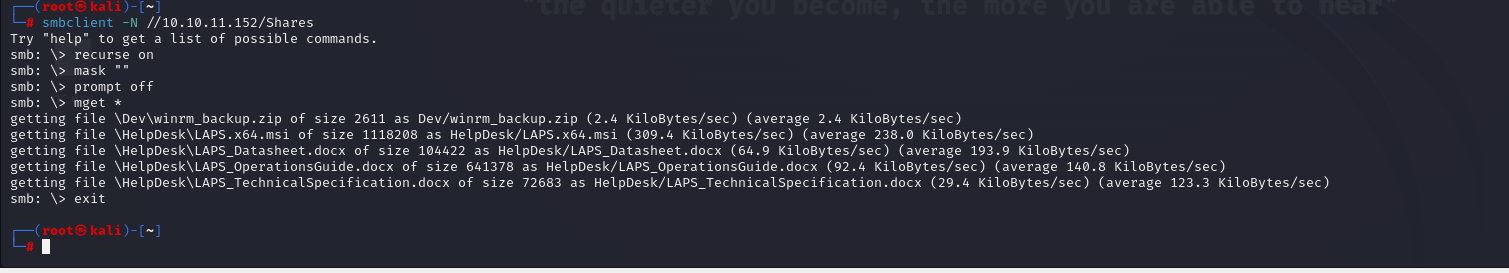 "the quieter you become, the more you are able to hear"
┌──(root㉿kali)-[~]
└─# smbclient -N //10.10.11.152/Shares
Try "help" to get a list of possible commands.
smb: \> recurse on
smb: \> mask ""
smb: \> prompt off
smb: \> mget *
getting file \Dev\winrm_backup.zip of size 2611 as Dev/winrm_backup.zip (2.4 KiloBytes/sec) (average 2.4 KiloBytes/sec)
getting file \HelpDesk\LAPS.x64.msi of size 1118208 as HelpDesk/LAPS.x64.msi (309.4 KiloBytes/sec) (average 238.0 KiloBytes/sec)
getting file \HelpDesk\LAPS_Datasheet.docx of size 104422 as HelpDesk/LAPS_Datasheet.docx (64.9 KiloBytes/sec) (average 193.9 KiloBytes/sec)
getting file \HelpDesk\LAPS_OperationsGuide.docx of size 641378 as HelpDesk/LAPS_OperationsGuide.docx (92.4 KiloBytes/sec) (average 140.8 KiloBytes/sec)
getting file \HelpDesk\LAPS_TechnicalSpecification.docx of size 72683 as HelpDesk/LAPS_TechnicalSpecification.docx (29.4 KiloBytes/sec) (average 123.3 KiloBytes/sec)
smb: \> exit
┌──(root㉿kali)-[~]
└─#